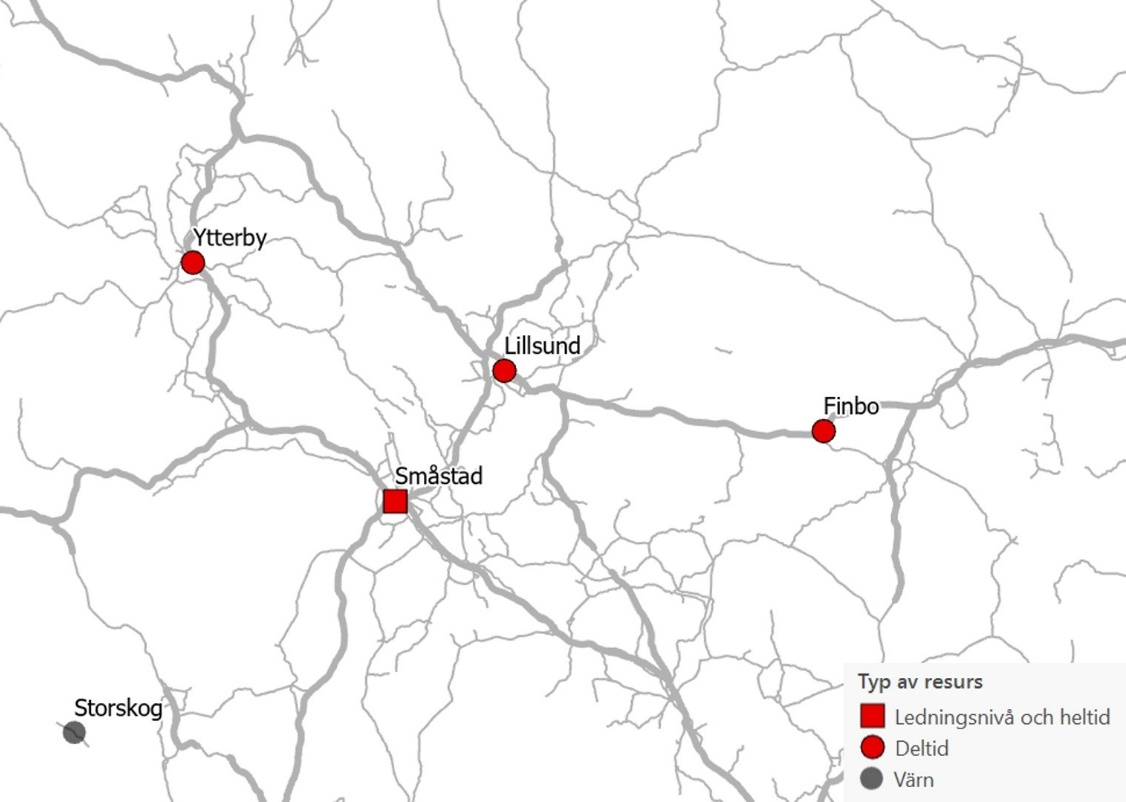 Ytterby
Lillsund
Finbo
Småstad
Storskog
Typ av resurs
Ledningsnivå och heltid
Deltid
Värn